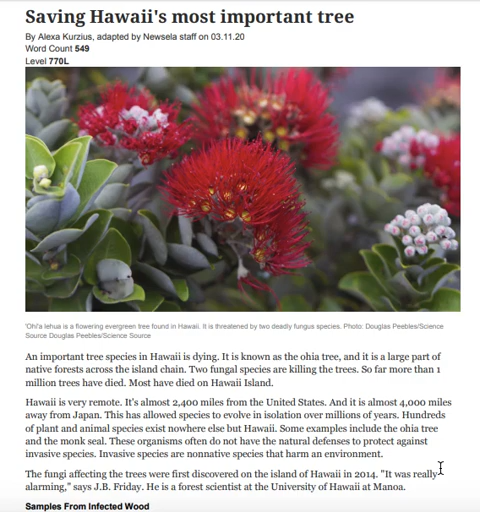 Saving Hawaii's most important tree
By Alexa Kurzius, adapted by Newsela staff on 03.11.20
Word Count 549
Level 770L
'Ohi'a lehua is a flowering evergreen tree found in Hawaii. It is threatened by two deadly fungus species. Photo: Douglas Peebles/Science
Source Douglas Peebles/Science Source
An important tree species in Hawaii is dying. It is known as the ohia tree, and it is a large part of
native forests across the island chain. Two fungal species are killing the trees. So far more than 1
million trees have died. Most have died on Hawaii Island.
Hawaii is very remote. It's almost 2,400 miles from the United States. And it is almost 4,000 miles
away from Japan. This has allowed species to evolve in isolation over millions of years. Hundreds
of plant and animal species exist nowhere else but Hawaii. Some examples include the ohia tree
and the monk seal. These organisms often do not have the natural defenses to protect against
invasive species. Invasive species are nonnative species that harm an environment.
The fungi affecting the trees were first discovered on the island of Hawaii in 2014. "It was really
alarming," says J.B. Friday. He is a forest scientist at the University of Hawaii at Manoa.
Samples From Infected Wood